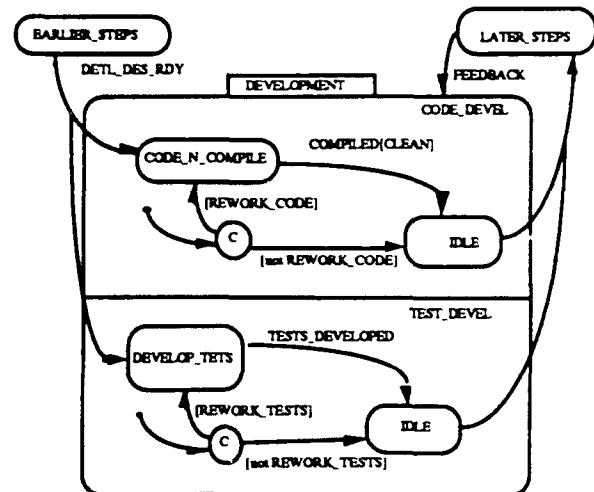 EARLIER_STEPS
LATER_STEPS
DETL_DES_RDY
FEEDBACK
DEVELOPMENT
CODE_DEVEL
COMPILED[CLEAN]
CODE_N_COMPILE
[REWORK_CODE]
C
IDLE
[not REWORK_CODE]
TEST_DEVEL
TESTS_DEVELOPED
DEVELOP_TETS
[REWORK_TESTS]
IDLE
C
[not REWORK_TESTS]